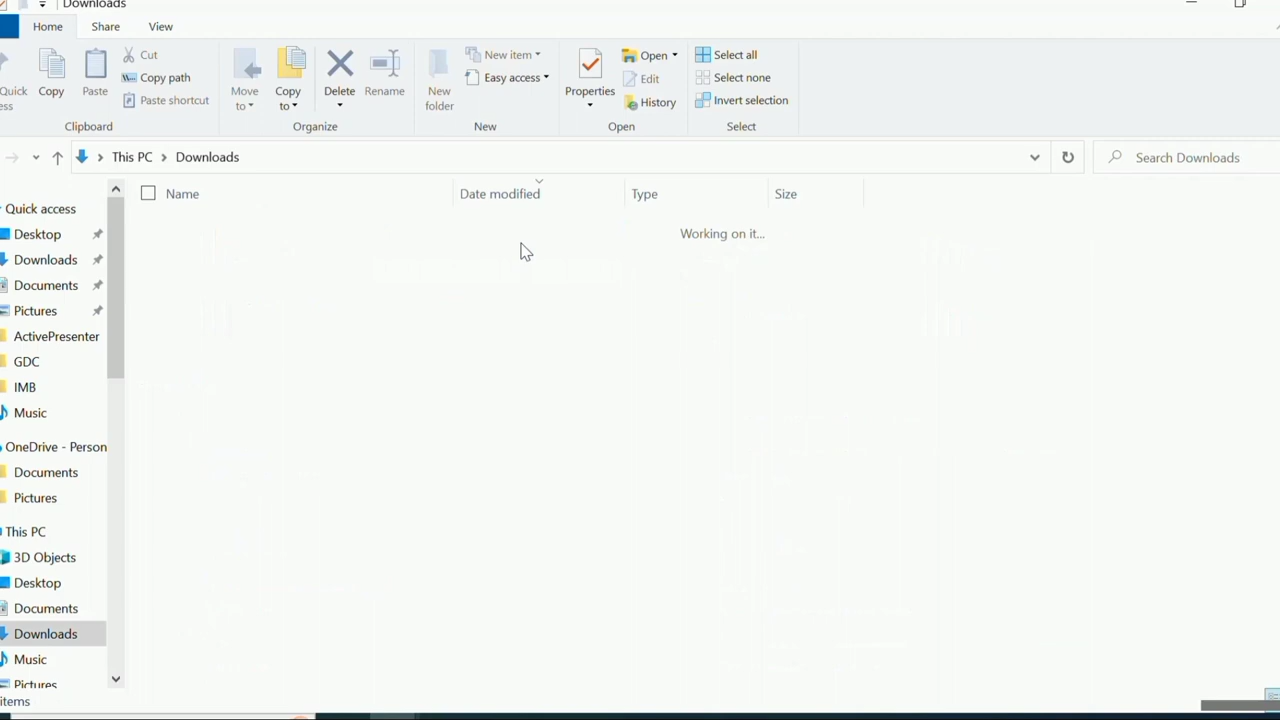 Downloads
Home
Share
View
Quick
ess
Copy
Paste
Cut
Copy path
Paste shortcut
Clipboard
Move
to
Copy
to
Delete
Rename
Organize
New
folder
New item
Easy access
New
Properties
Open
Edit
History
Open
Select all
Select none
Invert selection
Select
This PC
Downloads
Search Downloads
Name
Date modified
Type
Size
Working on it...
Quick access
Desktop
Downloads
Documents
Pictures
ActivePresenter
GDC
IMB
Music
OneDrive - Person
Documents
Pictures
This PC
3D Objects
Desktop
Documents
Downloads
Music
Pictures
items